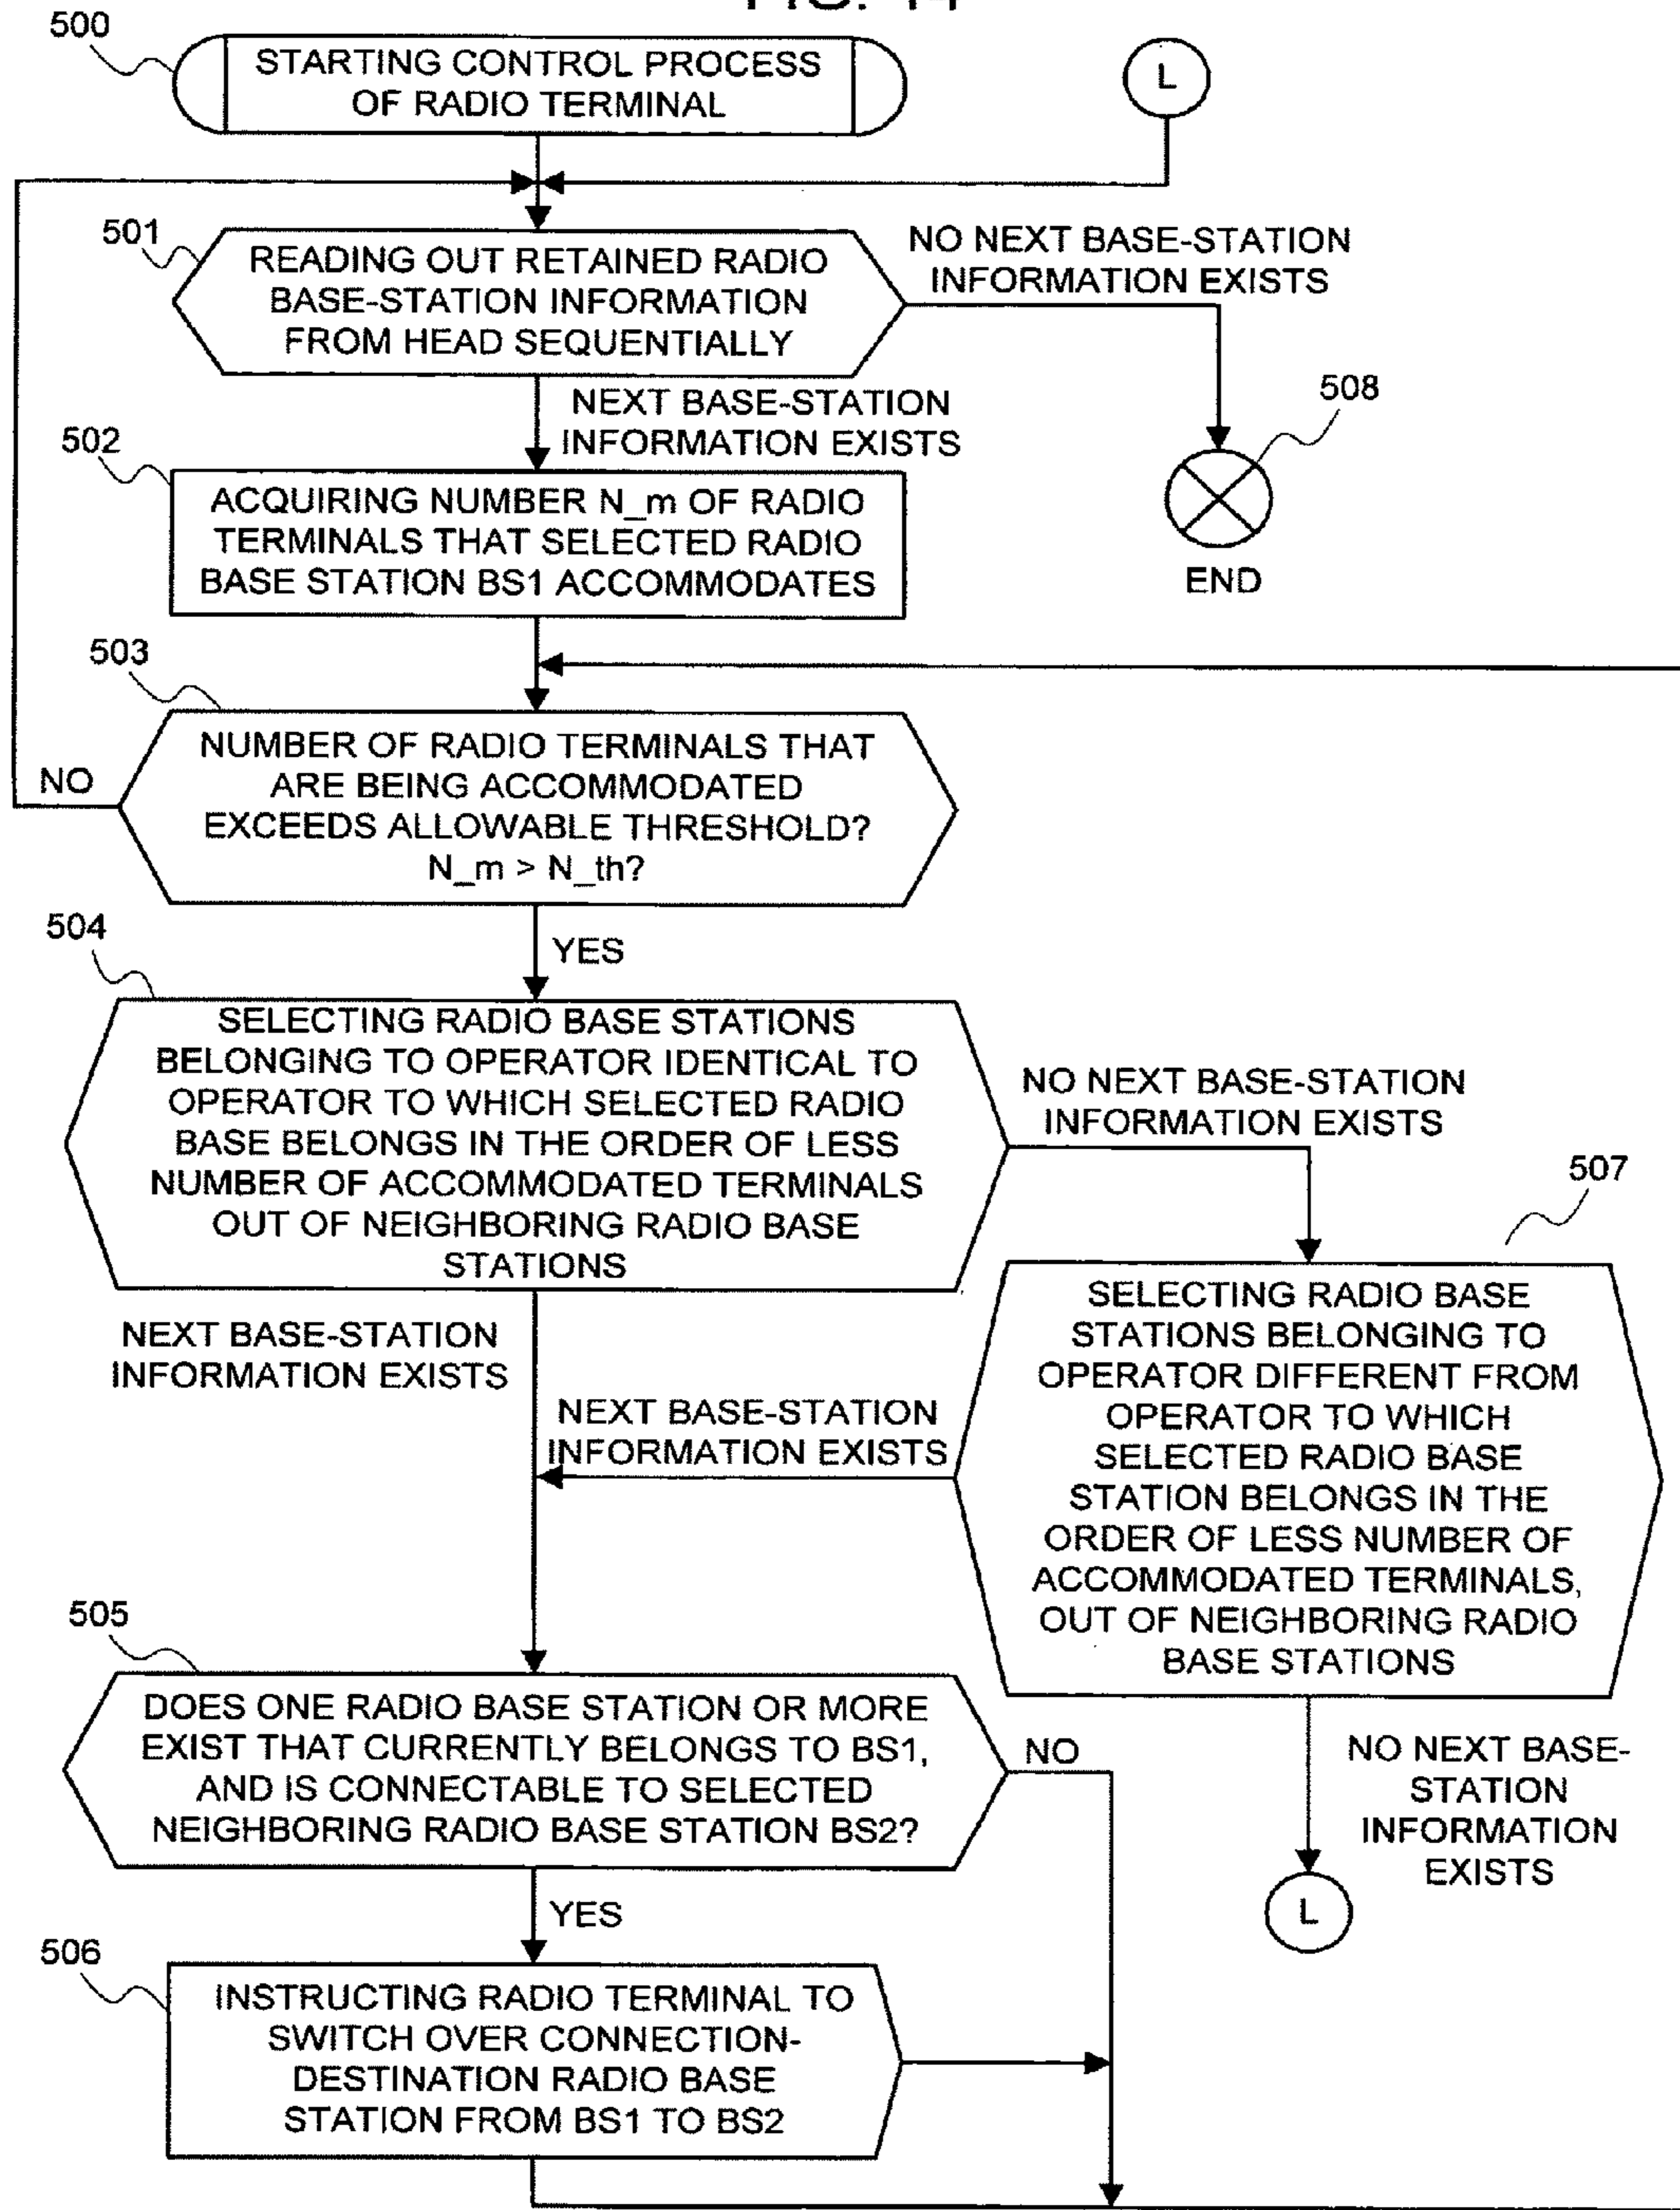 500
STARTING CONTROL PROCESS
OF RADIO TERMINAL
L
501
READING OUT RETAINED RADIO
BASE-STATION INFORMATION
FROM HEAD SEQUENTIALLY
NO NEXT BASE-STATION
INFORMATION EXISTS
NEXT BASE-STATION
INFORMATION EXISTS
508
END
502
ACQUIRING NUMBER N_m OF RADIO
TERMINALS THAT SELECTED RADIO
BASE STATION BS1 ACCOMMODATES
503
NUMBER OF RADIO TERMINALS THAT
ARE BEING ACCOMMODATED
EXCEEDS ALLOWABLE THRESHOLD?
N_m > N_th?
NO
YES
504
SELECTING RADIO BASE STATIONS
BELONGING TO OPERATOR IDENTICAL TO
OPERATOR TO WHICH SELECTED RADIO
BASE BELONGS IN THE ORDER OF LESS
NUMBER OF ACCOMMODATED TERMINALS
OUT OF NEIGHBORING RADIO BASE
STATIONS
NO NEXT BASE-STATION
INFORMATION EXISTS
507
NEXT BASE-STATION
INFORMATION EXISTS
NEXT BASE-STATION
INFORMATION EXISTS
SELECTING RADIO BASE
STATIONS BELONGING TO
OPERATOR DIFFERENT FROM
OPERATOR TO WHICH
SELECTED RADIO BASE
STATION BELONGS IN THE
ORDER OF LESS NUMBER OF
ACCOMMODATED TERMINALS,
OUT OF NEIGHBORING RADIO
BASE STATIONS
505
DOES ONE RADIO BASE STATION OR MORE
EXIST THAT CURRENTLY BELONGS TO BS1,
AND IS CONNECTABLE TO SELECTED
NEIGHBORING RADIO BASE STATION BS2?
NO
NO NEXT BASE-
STATION
INFORMATION
EXISTS
L
YES
506
INSTRUCTING RADIO TERMINAL TO
SWITCH OVER CONNECTION-
DESTINATION RADIO BASE
STATION FROM BS1 TO BS2